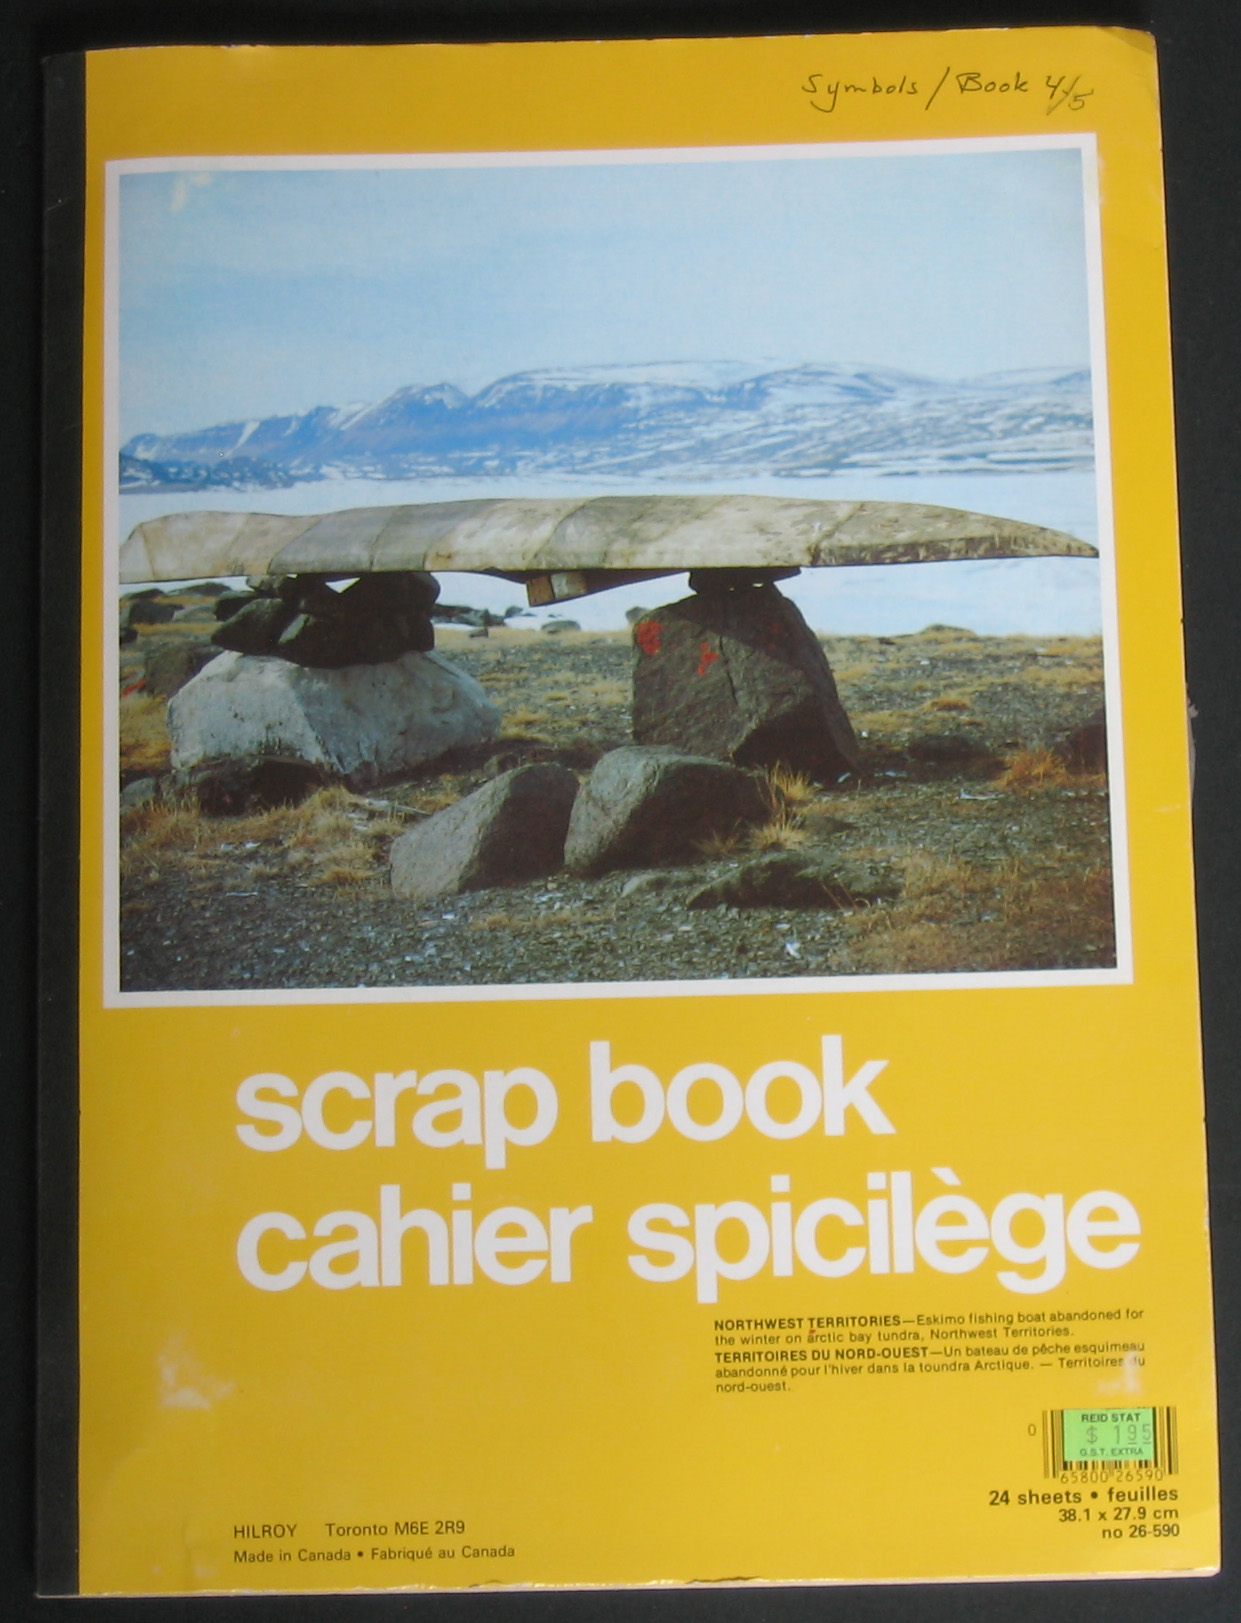 Symbols / Book 4/5
scrap book
cahier spicilège
NORTHWEST TERRITORIES—Eskimo fishing boat abandoned for
the winter on arctic bay tundra, Northwest Territories.
TERRITOIRES DU NORD-OUEST—Un bateau de pêche esquimeau
abandonné pour l'hiver dans la toundra Arctique. — Territoires du
nord-ouest.
REID STAT
$ 1.95
G.S.T. EXTRA
0
65800 26590
24 sheets • feuilles
38.1 x 27.9 cm
no 26-590
HILROY Toronto M6E 2R9
Made in Canada • Fabriqué au Canada